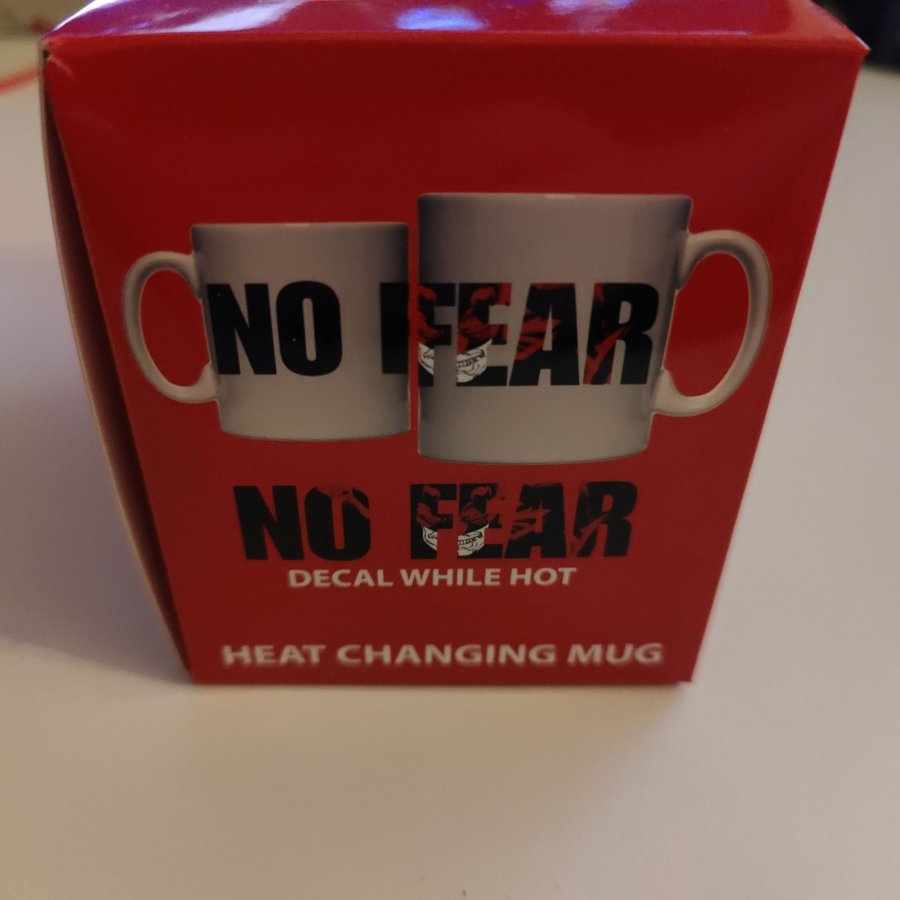 NO FEAR
NO FEAR
DECAL WHILE HOT
HEAT CHANGING MUG